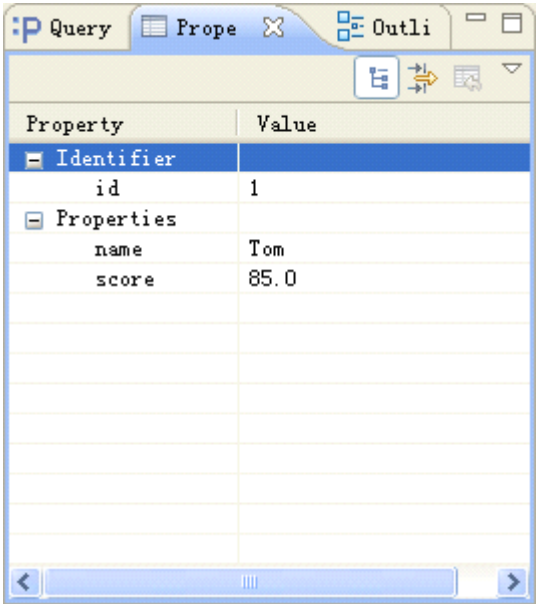 :P Query Prope Outli
Property Value
Identifier
id 1
Properties
name Tom
score 85.0